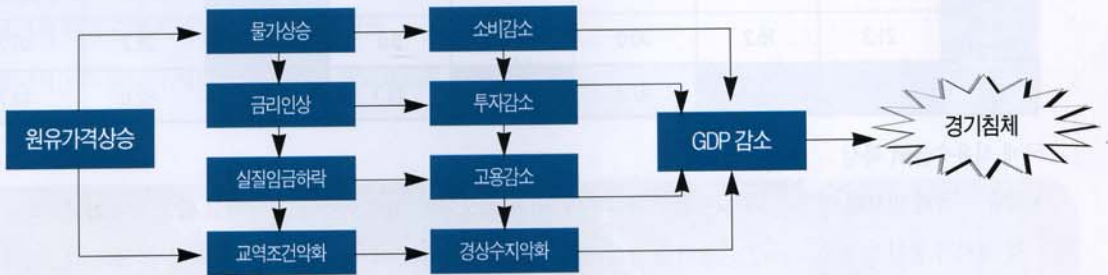 물가상승
소비감소
금리인상
투자감소
원유가격상승
GDP 감소
경기침체
실질임금하락
고용감소
교역조건악화
경상수지악화